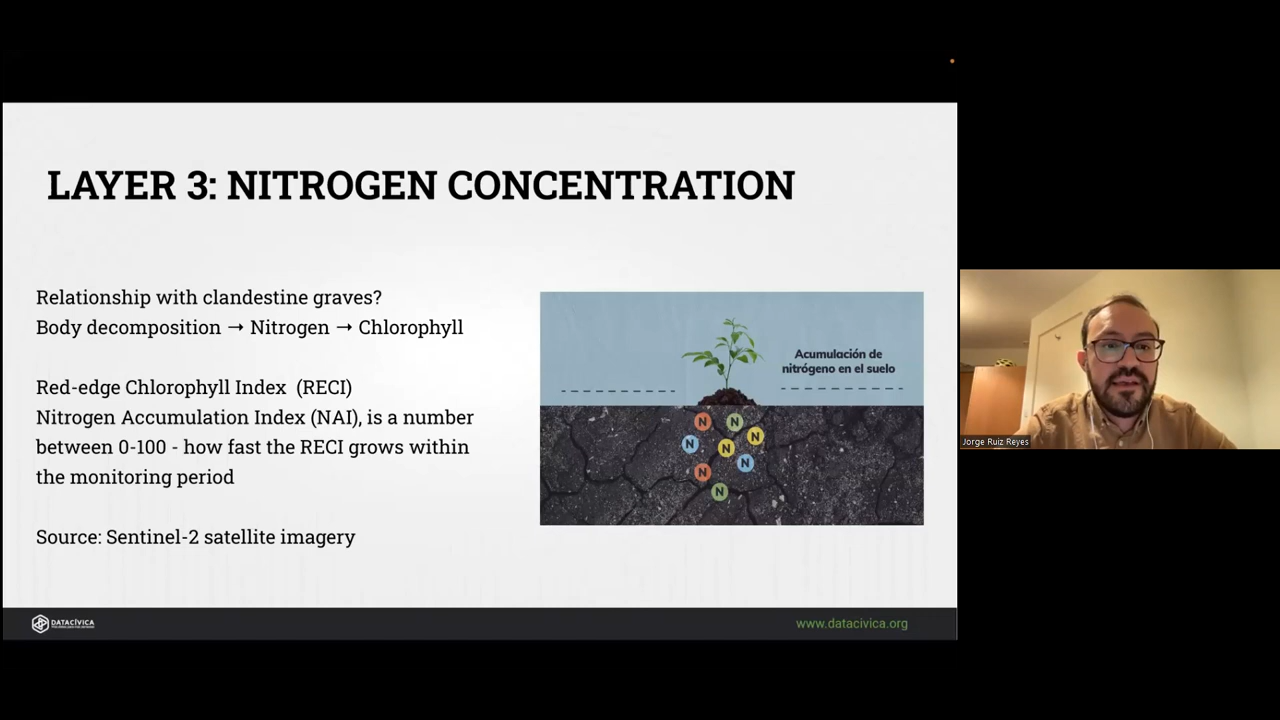 LAYER 3: NITROGEN CONCENTRATION
Relationship with clandestine graves?
Body decomposition → Nitrogen → Chlorophyll
Red-edge Chlorophyll Index (RECI)
Nitrogen Accumulation Index (NAI), is a number
between 0-100 - how fast the RECI grows within
the monitoring period
Source: Sentinel-2 satellite imagery
Acumulación de
nitrógeno en el suelo
N
N
N
N
N
N
N
N
DATACÍVICA
www.datacivica.org
Jorge Ruiz Reyes